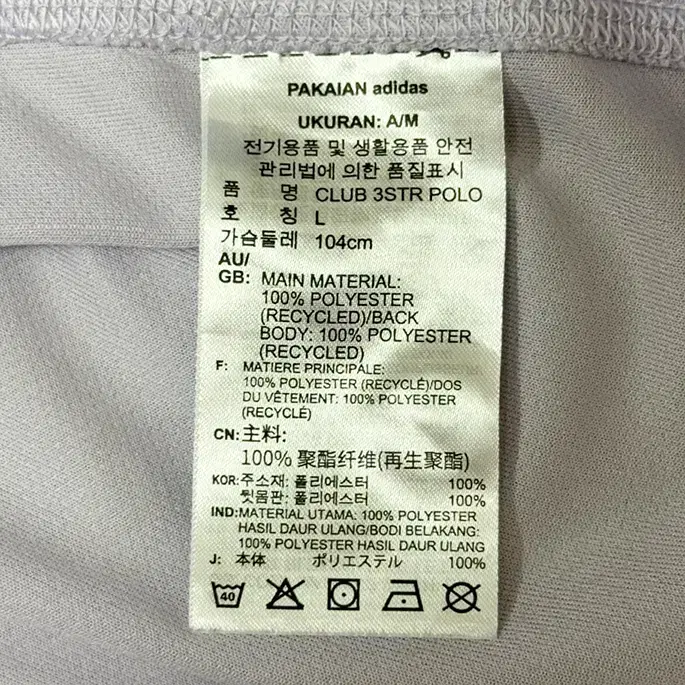 PAKAIAN adidas
UKURAN: A/M
전기용품 및 생활용품 안전
관리법에 의한 품질표시
품 명 CLUB 3STR POLO
호 칭 L
가슴둘레 104cm
AU/
GB: MAIN MATERIAL:
100% POLYESTER
(RECYCLED)/BACK
BODY: 100% POLYESTER
(RECYCLED)
F: MATIERE PRINCIPALE:
100% POLYESTER (RECYCLÉ)/DOS
DU VÊTEMENT: 100% POLYESTER
(RECYCLÉ)
CN:主料:
100% 聚酯纤维(再生聚酯)
KOR:주소재: 폴리에스터 100%
뒷몸판: 폴리에스터 100%
IND:MATERIAL UTAMA: 100% POLYESTER
HASIL DAUR ULANG/BODI BELAKANG:
100% POLYESTER HASIL DAUR ULANG
J: 本体 ポリエステル 100%
40